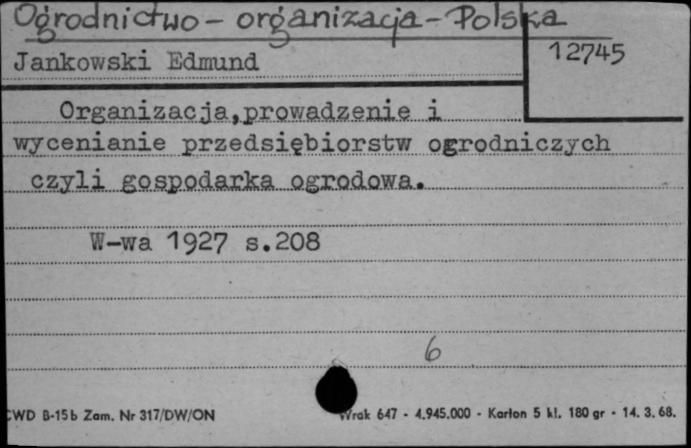 Ogrodnictwo - organizacja - Polska
Jankowski Edmund
12745
Organizacja,prowadzenie i
wycenianie przedsiębiorstw ogrodniczych
czyli gospodarka ogrodowa.
W-wa 1927 s.208
6
CWD B-15b Zam. Nr 317/DW/ON
Wrak 647 - 4.945.000 - Karton 5 kl. 180 gr - 14. 3. 68.